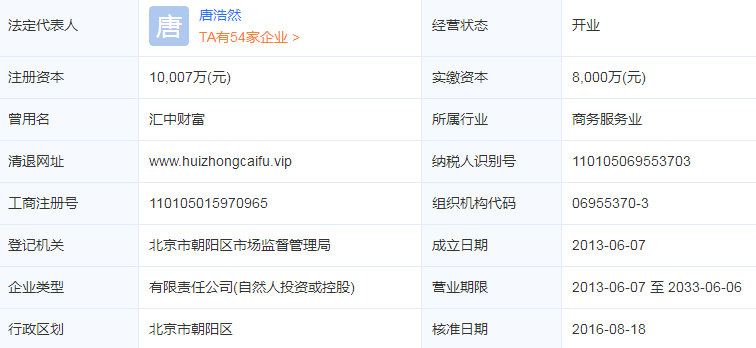 法定代表人
唐
唐浩然
TA有54家企业 >
经营状态
开业
注册资本
10,007万(元)
实缴资本
8,000万(元)
曾用名
汇中财富
所属行业
商务服务业
清退网址
www.huizhongcaifu.vip
纳税人识别号
110105069553703
工商注册号
110105015970965
组织机构代码
06955370-3
登记机关
北京市朝阳区市场监督管理局
成立日期
2013-06-07
企业类型
有限责任公司(自然人投资或控股)
营业期限
2013-06-07 至 2033-06-06
行政区划
北京市朝阳区
核准日期
2016-08-18